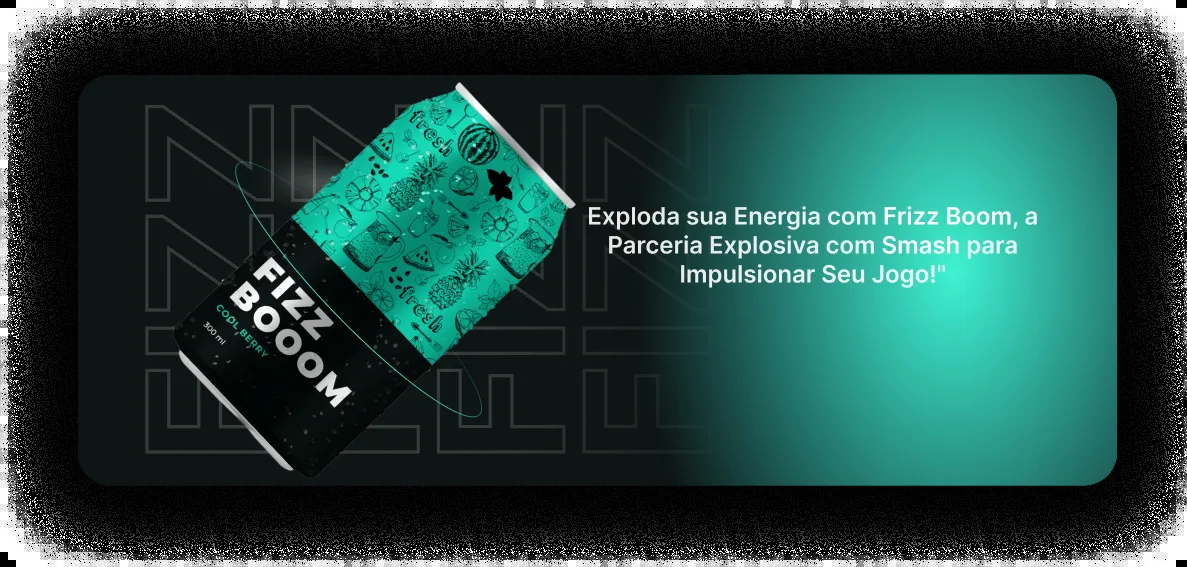 fresh
fresh
FIZZ
BOOOM
COOL BERRY
300 ml
Exploda sua Energia com Frizz Boom, a
Parceria Explosiva com Smash para
Impulsionar Seu Jogo!"